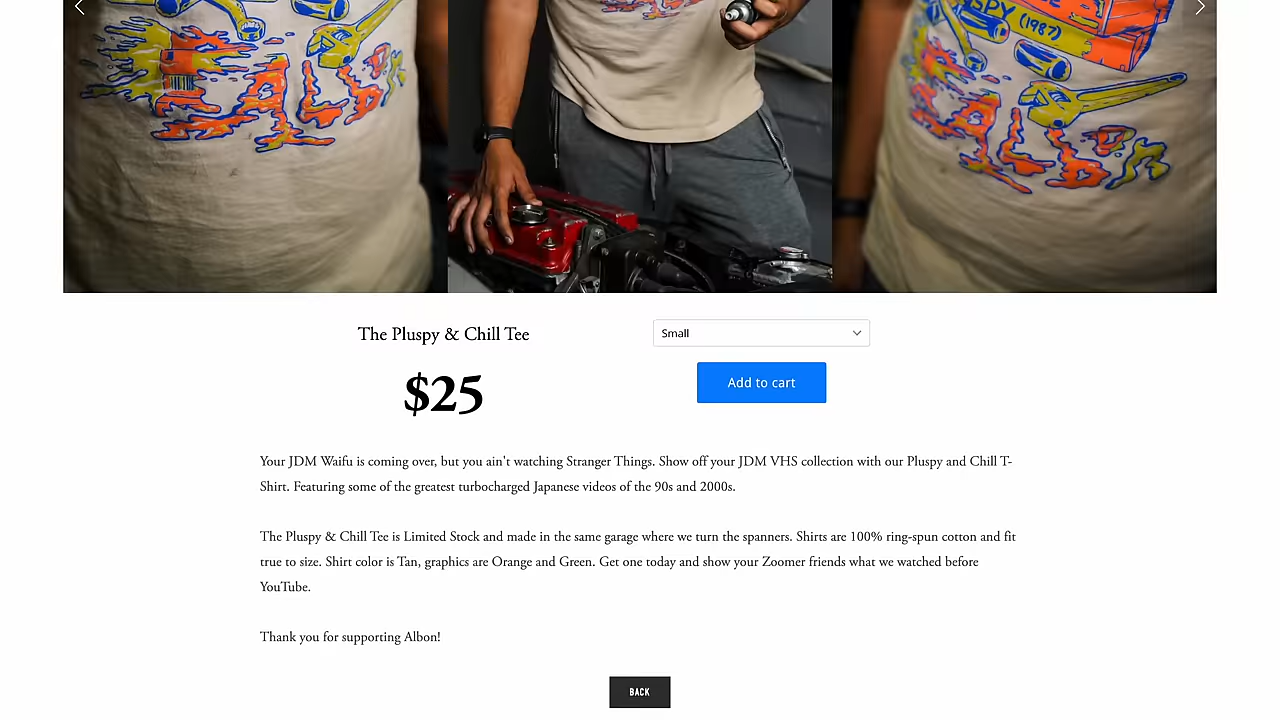 SPY (1987)
ALBON
ALBON
The Pluspy & Chill Tee
Small
$25
Add to cart
Your JDM Waifu is coming over, but you ain't watching Stranger Things. Show off your JDM VHS collection with our Pluspy and Chill T-
Shirt. Featuring some of the greatest turbocharged Japanese videos of the 90s and 2000s.
The Pluspy & Chill Tee is Limited Stock and made in the same garage where we turn the spanners. Shirts are 100% ring-spun cotton and fit
true to size. Shirt color is Tan, graphics are Orange and Green. Get one today and show your Zoomer friends what we watched before
YouTube.
Thank you for supporting Albon!
BACK